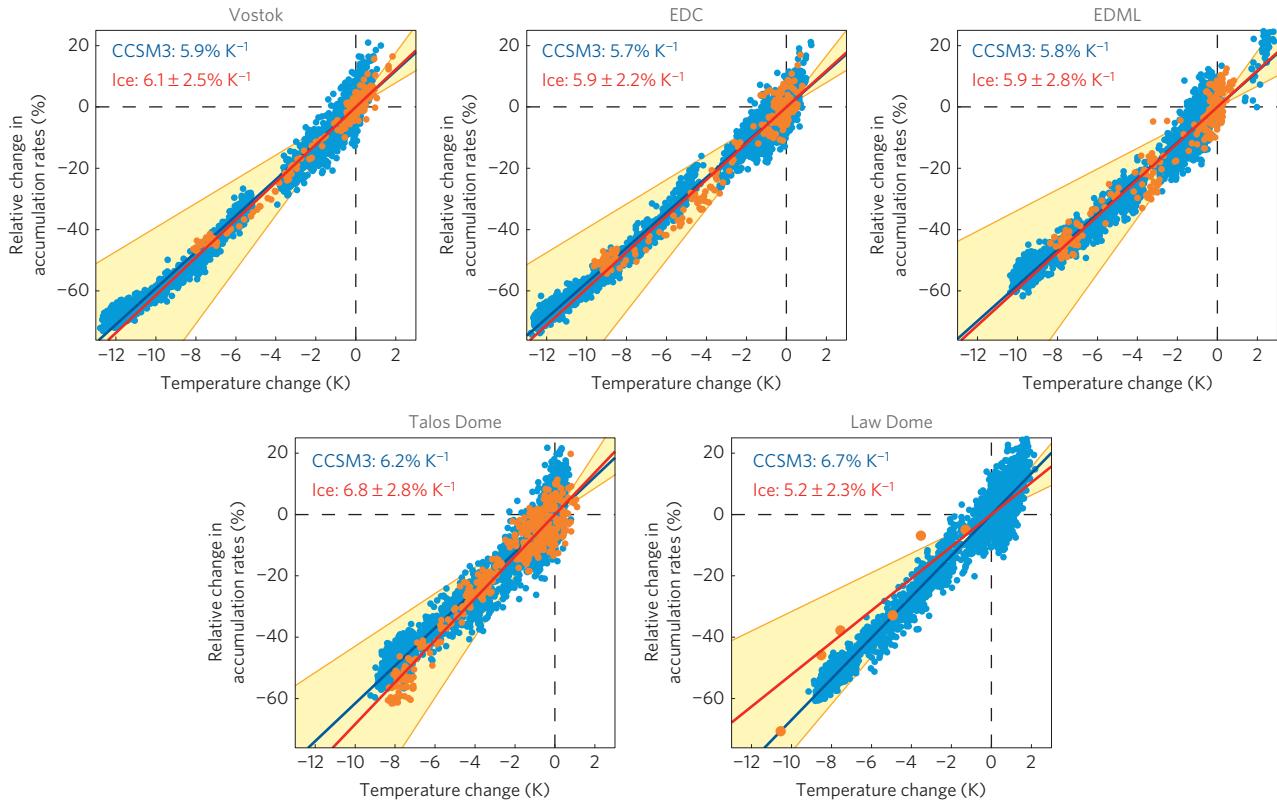 Vostok
CCSM3: 5.9% K⁻¹
Ice: 6.1 ± 2.5% K⁻¹
Relative change in
accumulation rates (%)
20
0
−20
−40
−60
−12 −10 −8 −6 −4 −2 0 2
Temperature change (K)
EDC
CCSM3: 5.7% K⁻¹
Ice: 5.9 ± 2.2% K⁻¹
Relative change in
accumulation rates (%)
20
0
−20
−40
−60
−12 −10 −8 −6 −4 −2 0 2
Temperature change (K)
EDML
CCSM3: 5.8% K⁻¹
Ice: 5.9 ± 2.8% K⁻¹
Relative change in
accumulation rates (%)
20
0
−20
−40
−60
−12 −10 −8 −6 −4 −2 0 2
Temperature change (K)
Talos Dome
CCSM3: 6.2% K⁻¹
Ice: 6.8 ± 2.8% K⁻¹
Relative change in
accumulation rates (%)
20
0
−20
−40
−60
−12 −10 −8 −6 −4 −2 0 2
Temperature change (K)
Law Dome
CCSM3: 6.7% K⁻¹
Ice: 5.2 ± 2.3% K⁻¹
Relative change in
accumulation rates (%)
20
0
−20
−40
−60
−12 −10 −8 −6 −4 −2 0 2
Temperature change (K)